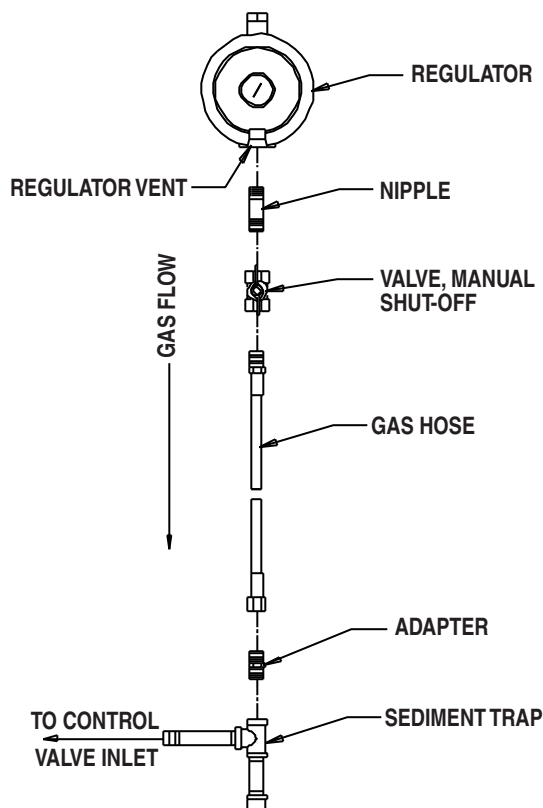 REGULATOR
REGULATOR VENT
NIPPLE
VALVE, MANUAL
SHUT-OFF
GAS FLOW
GAS HOSE
ADAPTER
TO CONTROL
VALVE INLET
SEDIMENT TRAP